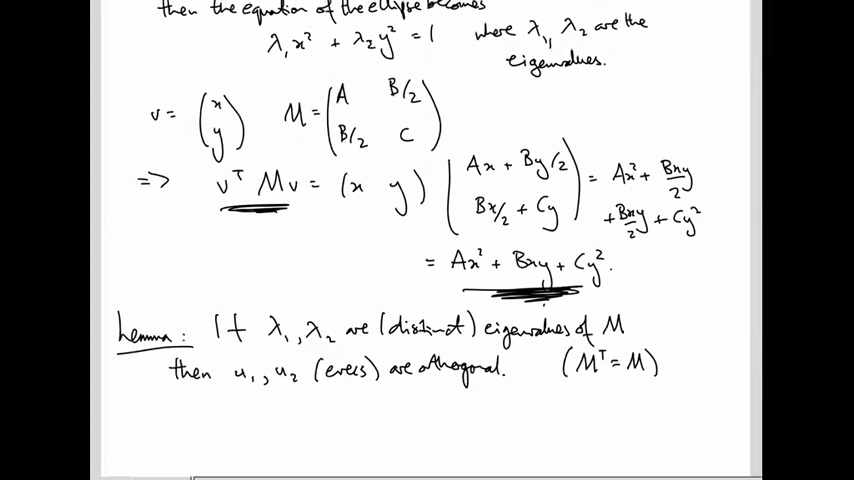 then the equation of the ellipse becomes
λ₁x² + λ₂y² = 1 where λ₁, λ₂ are the
eigenvalues.
v = (x y) M = (A B/2 B/2 C)
=> vᵀ Mv = (x y) (Ax + By/2 Bx/2 + Cy) = Ax² + Bxy/2
+ Bxy/2 + Cy²
= Ax² + Bxy + Cy².
Lemma: If λ₁, λ₂ are (distinct) eigenvalues of M
then u₁, u₂ (evecs) are orthogonal. (Mᵀ = M)